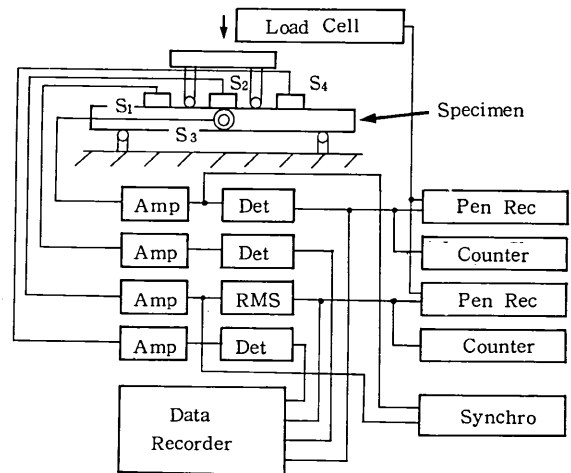 Load Cell
S2
S4
S1
Specimen
S3
Amp
Det
Pen Rec
Amp
Det
Counter
Amp
RMS
Pen Rec
Counter
Amp
Det
Data
Recorder
Synchro